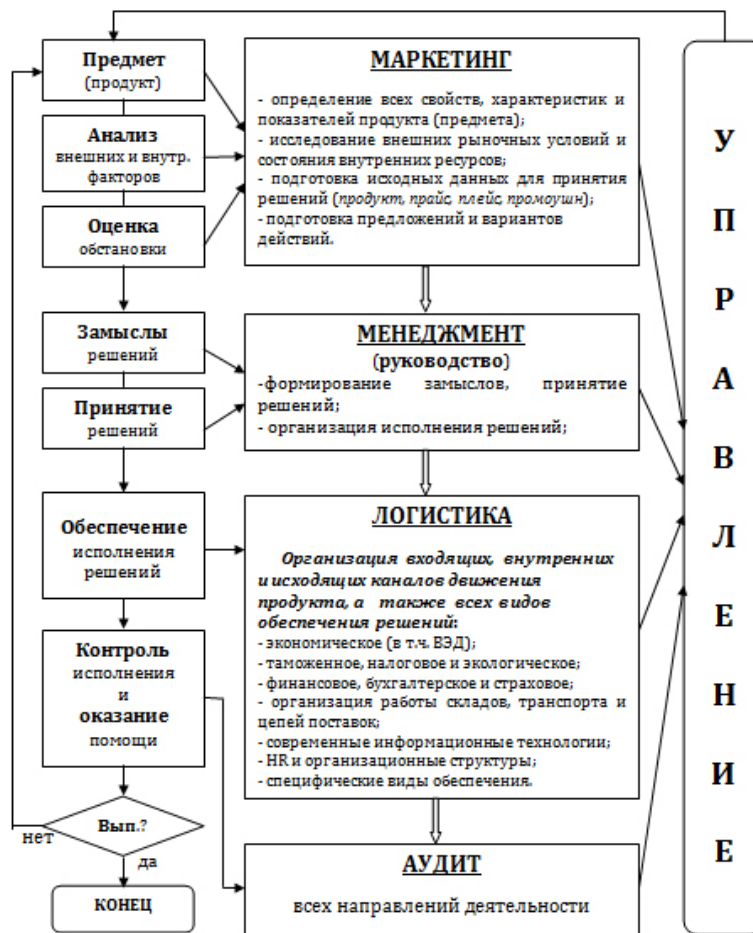 Предмет
(продукт)
Анализ
внешних и внутр.
факторов
Оценка
обстановки
Замыслы
решений
Принятие
решений
Обеспечение
исполнения
решений
Контроль
исполнения
и
оказание
помощи
Вып.?
нет
да
КОНЕЦ
МАРКЕТИНГ
- определение всех свойств, характеристик и
показателей продукта (предмета);
- исследование внешних рыночных условий и
состояния внутренних ресурсов;
- подготовка исходных данных для принятия
решений (продукт, прайс, плейс, промоушн);
- подготовка предложений и вариантов
действий.
МЕНЕДЖМЕНТ
(руководство)
-формирование замыслов, принятие
решений;
- организация исполнения решений;
ЛОГИСТИКА
Организация входящих, внутренних
и исходящих каналов движения
продукта, а также всех видов
обеспечения решений:
- экономическое (в т.ч. ВЭД);
- таможенное, налоговое и экологическое;
- финансовое, бухгалтерское и страховое;
- организация работы складов, транспорта и
цепей поставок;
- современные информационные технологии;
- HR и организационные структуры;
- специфические виды обеспечения.
АУДИТ
всех направлений деятельности
У
П
Р
А
В
Л
Е
Н
И
Е